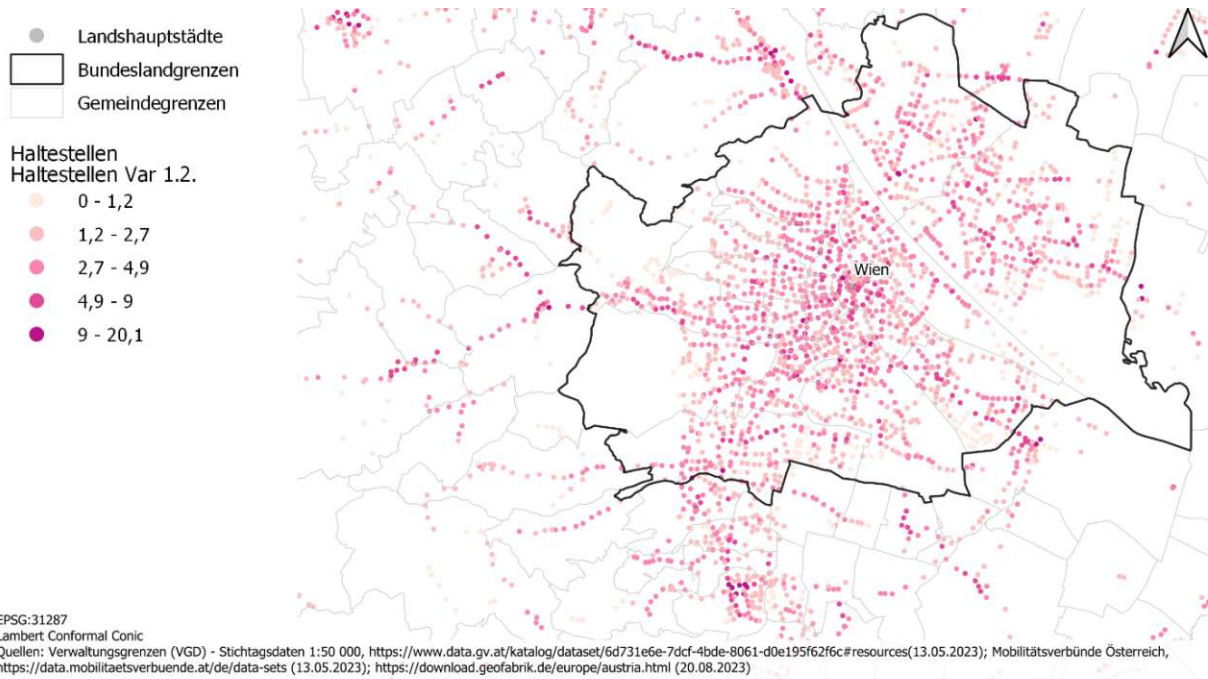 Landshauptstädte
Bundeslandgrenzen
Gemeindegrenzen
Haltestellen
Haltestellen Var 1.2.
0 - 1,2
1,2 - 2,7
2,7 - 4,9
4,9 - 9
9 - 20,1
Wien
EPSG:31287
Lambert Conformal Conic
Quellen: Verwaltungsgrenzen (VGD) - Stichtagsdaten 1:50 000, https://www.data.gv.at/katalog/dataset/6d731e6e-7dcf-4bde-8061-d0e195f62f6c#resources(13.05.2023); Mobilitätsverbünde Österreich,
https://data.mobilitaetsverbuende.at/de/data-sets (13.05.2023); https://download.geofabrik.de/europe/austria.html (20.08.2023)